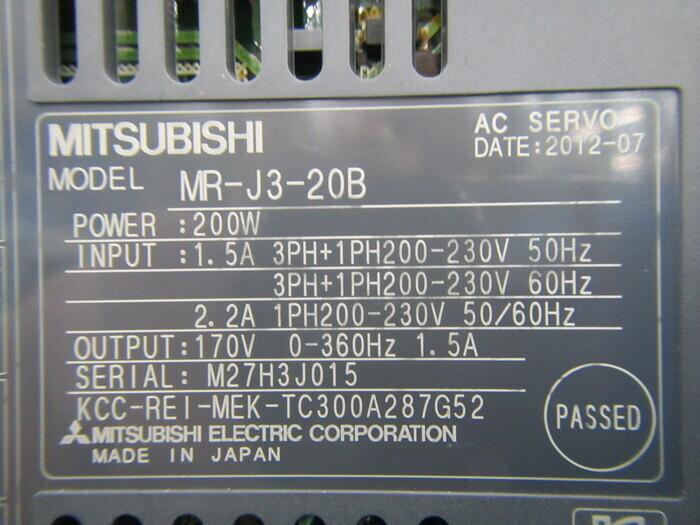 MITSUBISHI
AC SERVO
DATE:2012-07
MODEL MR-J3-20B
POWER :200W
INPUT :1.5A 3PH+1PH200-230V 50Hz
3PH+1PH200-230V 60Hz
2.2A 1PH200-230V 50/60Hz
OUTPUT:170V 0-360Hz 1.5A
SERIAL: M27H3J015
KCC-REI-MEK-TC300A287G52
MITSUBISHI ELECTRIC CORPORATION
MADE IN JAPAN
PASSED